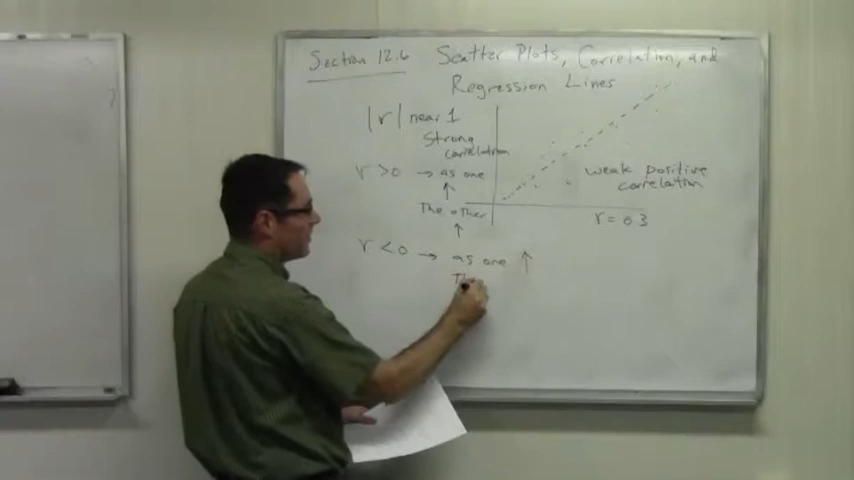 Section 12.6 Scatter Plots, Correlation, and
Regression Lines
|r| near 1
Strong
correlation
r > 0 → as one
↑
The other
↑
weak positive
correlation
r = 0.3
r < 0 → as one ↑
The